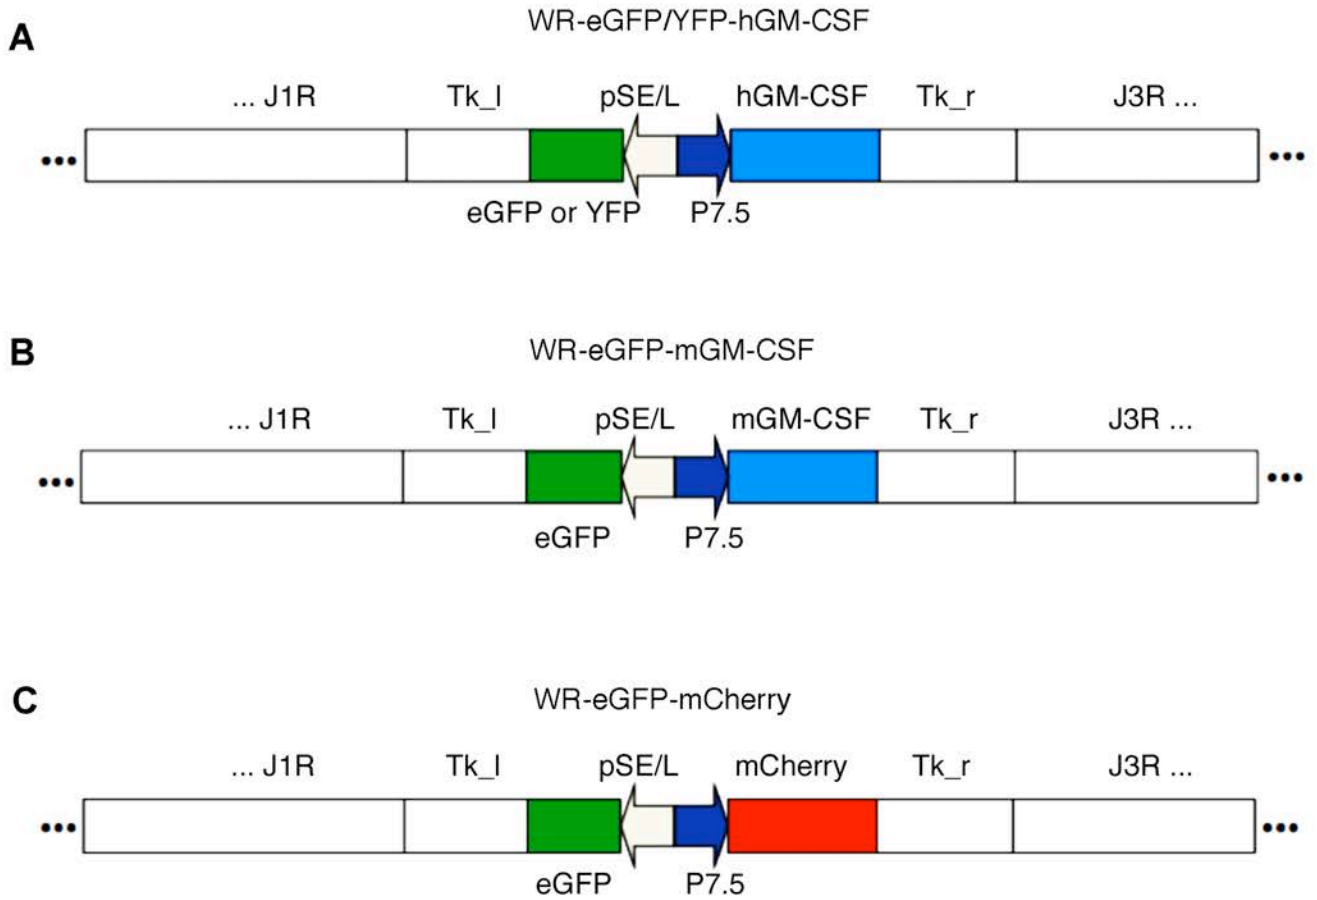 A
WR-eGFP/YFP-hGM-CSF
... J1R Tk_l pSE/L hGM-CSF Tk_r J3R ...
eGFP or YFP P7.5
B
WR-eGFP-mGM-CSF
... J1R Tk_l pSE/L mGM-CSF Tk_r J3R ...
eGFP P7.5
C
WR-eGFP-mCherry
... J1R Tk_l pSE/L mCherry Tk_r J3R ...
eGFP P7.5